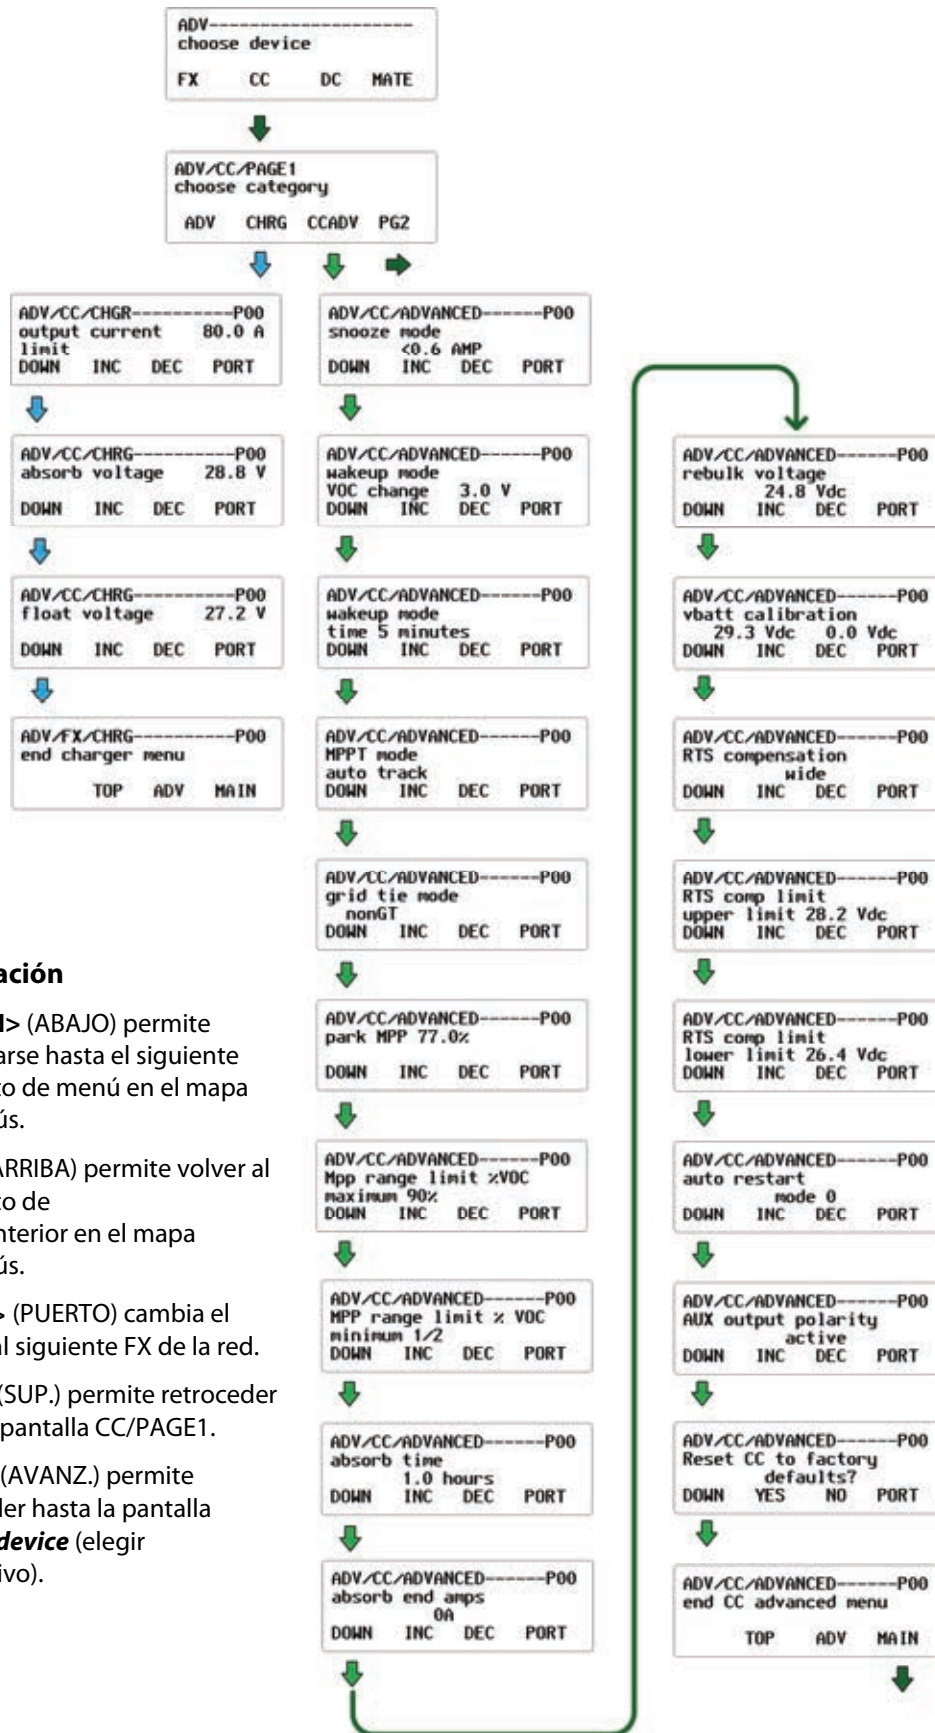 ADV---------------------
choose device
FX CC DC MATE
ADV/CC/PAGE1
choose category
ADV CHRG CCADV PG2
ADV/CC/CHGR----------P00
output current 80.0 A
limit
DOWN INC DEC PORT
ADV/CC/CHRG----------P00
absorb voltage 28.8 V
DOWN INC DEC PORT
ADV/CC/CHRG----------P00
float voltage 27.2 V
DOWN INC DEC PORT
ADV/FX/CHRG----------P00
end charger menu
TOP ADV MAIN
ADV/CC/ADVANCED------P00
snooze mode
<0.6 AMP
DOWN INC DEC PORT
ADV/CC/ADVANCED------P00
wakeup mode
VOC change 3.0 V
DOWN INC DEC PORT
ADV/CC/ADVANCED------P00
wakeup mode
time 5 minutes
DOWN INC DEC PORT
ADV/CC/ADVANCED------P00
MPPT mode
auto track
DOWN INC DEC PORT
ADV/CC/ADVANCED------P00
grid tie mode
nonGT
DOWN INC DEC PORT
ADV/CC/ADVANCED------P00
park MPP 77.0%
DOWN INC DEC PORT
ADV/CC/ADVANCED------P00
Mpp range limit %VOC
maximum 90%
DOWN INC DEC PORT
ADV/CC/ADVANCED------P00
MPP range limit % VOC
minimum 1/2
DOWN INC DEC PORT
ADV/CC/ADVANCED------P00
absorb time
1.0 hours
DOWN INC DEC PORT
ADV/CC/ADVANCED------P00
absorb end amps
0A
DOWN INC DEC PORT
ADV/CC/ADVANCED------P00
rebulk voltage
24.8 Vdc
DOWN INC DEC PORT
ADV/CC/ADVANCED------P00
vbatt calibration
29.3 Vdc 0.0 Vdc
DOWN INC DEC PORT
ADV/CC/ADVANCED------P00
RTS compensation
wide
DOWN INC DEC PORT
ADV/CC/ADVANCED------P00
RTS comp limit
upper limit 28.2 Vdc
DOWN INC DEC PORT
ADV/CC/ADVANCED------P00
RTS comp limit
lower limit 26.4 Vdc
DOWN INC DEC PORT
ADV/CC/ADVANCED------P00
auto restart
mode 0
DOWN INC DEC PORT
ADV/CC/ADVANCED------P00
AUX output polarity
active
DOWN INC DEC PORT
ADV/CC/ADVANCED------P00
Reset CC to factory
defaults?
DOWN YES NO PORT
ADV/CC/ADVANCED------P00
end CC advanced menu
TOP ADV MAIN
ación
> (ABAJO) permite
arse hasta el siguiente
to de menú en el mapa
ús.
ARRIBA) permite volver al
to de
nterior en el mapa
ús.
> (PUERTO) cambia el
al siguiente FX de la red.
(SUP.) permite retroceder
pantalla CC/PAGE1.
(AVANZ.) permite
der hasta la pantalla
device (elegir
ivo).